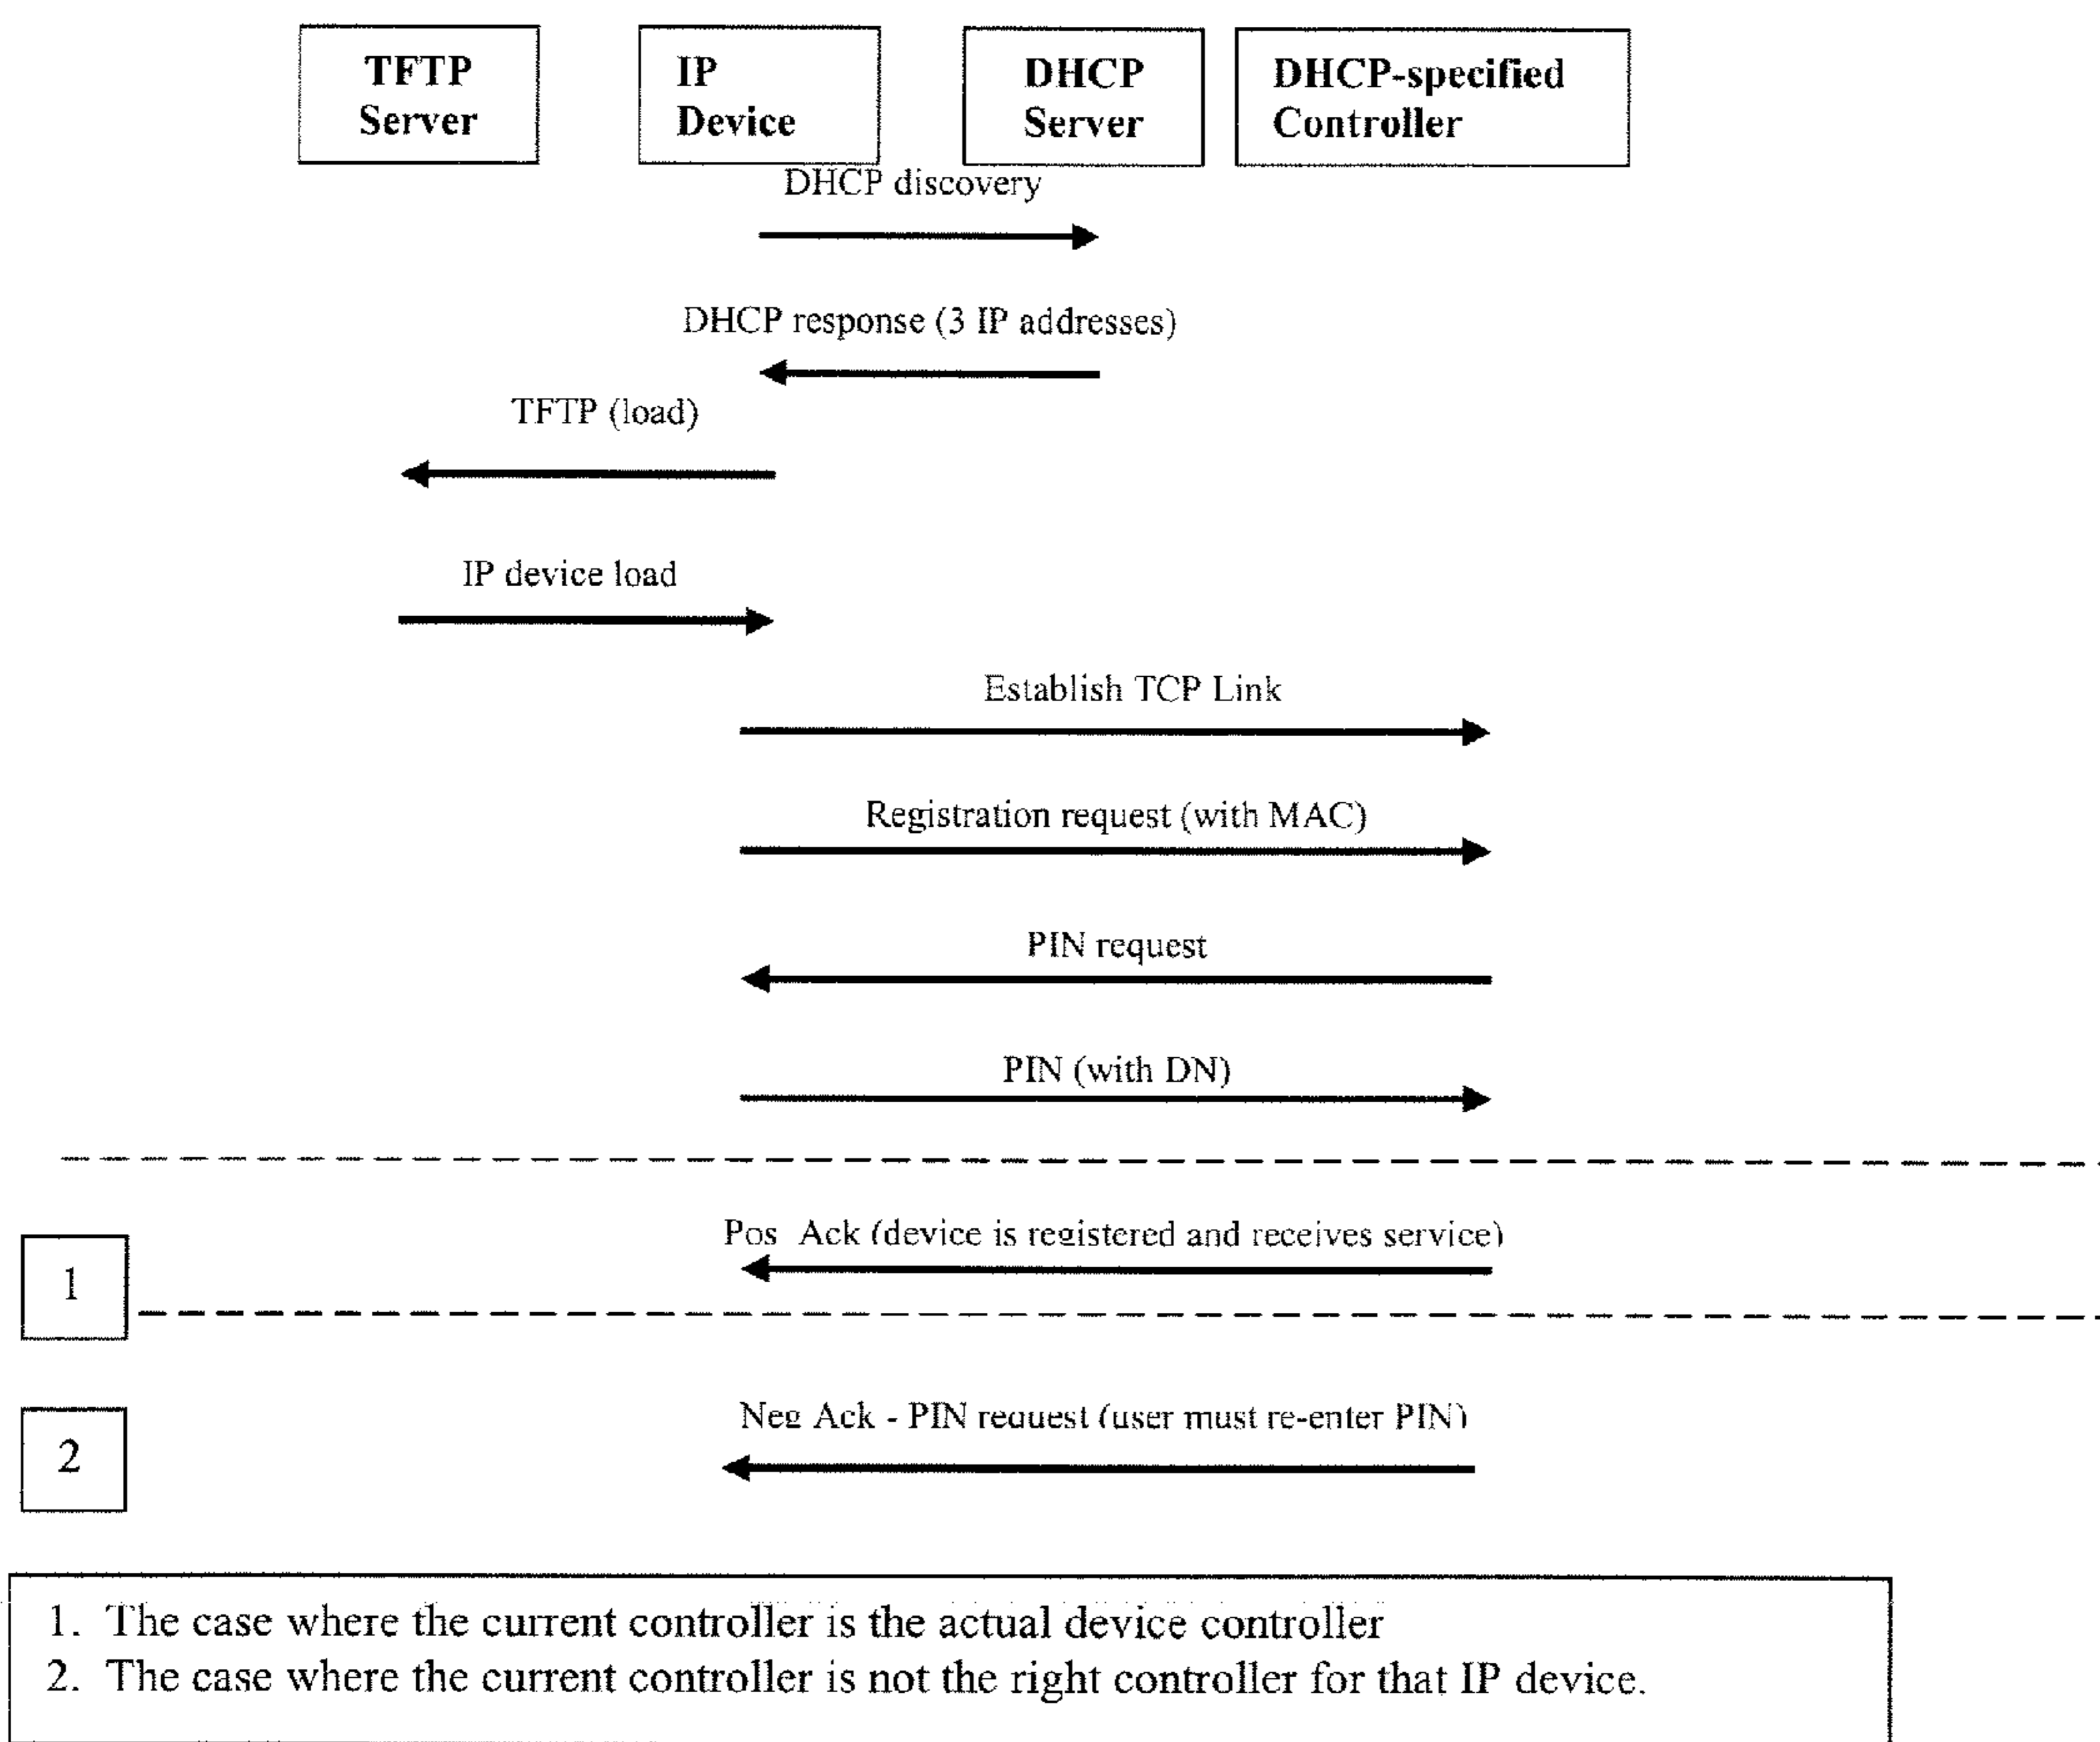 TFTP
Server
IP
Device
DHCP
Server
DHCP-specified
Controller
DHCP discovery
DHCP response (3 IP addresses)
TFTP (load)
IP device load
Establish TCP Link
Registration request (with MAC)
PIN request
PIN (with DN)
Pos Ack (device is registered and receives service)
1
Neg Ack - PIN request (user must re-enter PIN)
2
1. The case where the current controller is the actual device controller
2. The case where the current controller is not the right controller for that IP device.